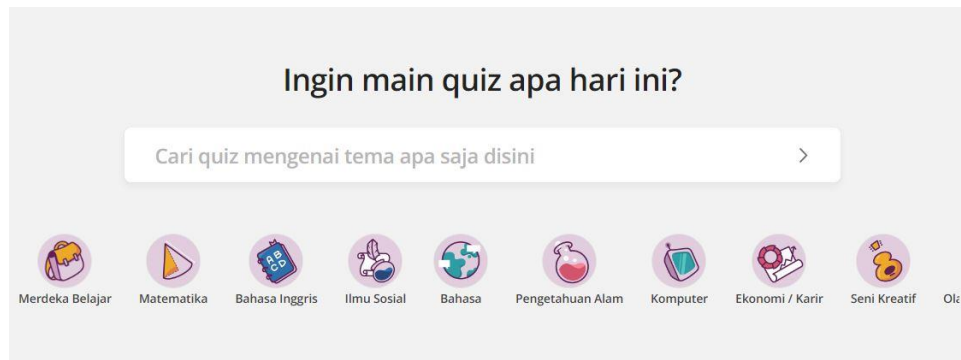 Ingin main quiz apa hari ini?
Cari quiz mengenai tema apa saja disini
Merdeka Belajar
Matematika
Bahasa Inggris
Ilmu Sosial
Bahasa
Pengetahuan Alam
Komputer
Ekonomi / Karir
Seni Kreatif